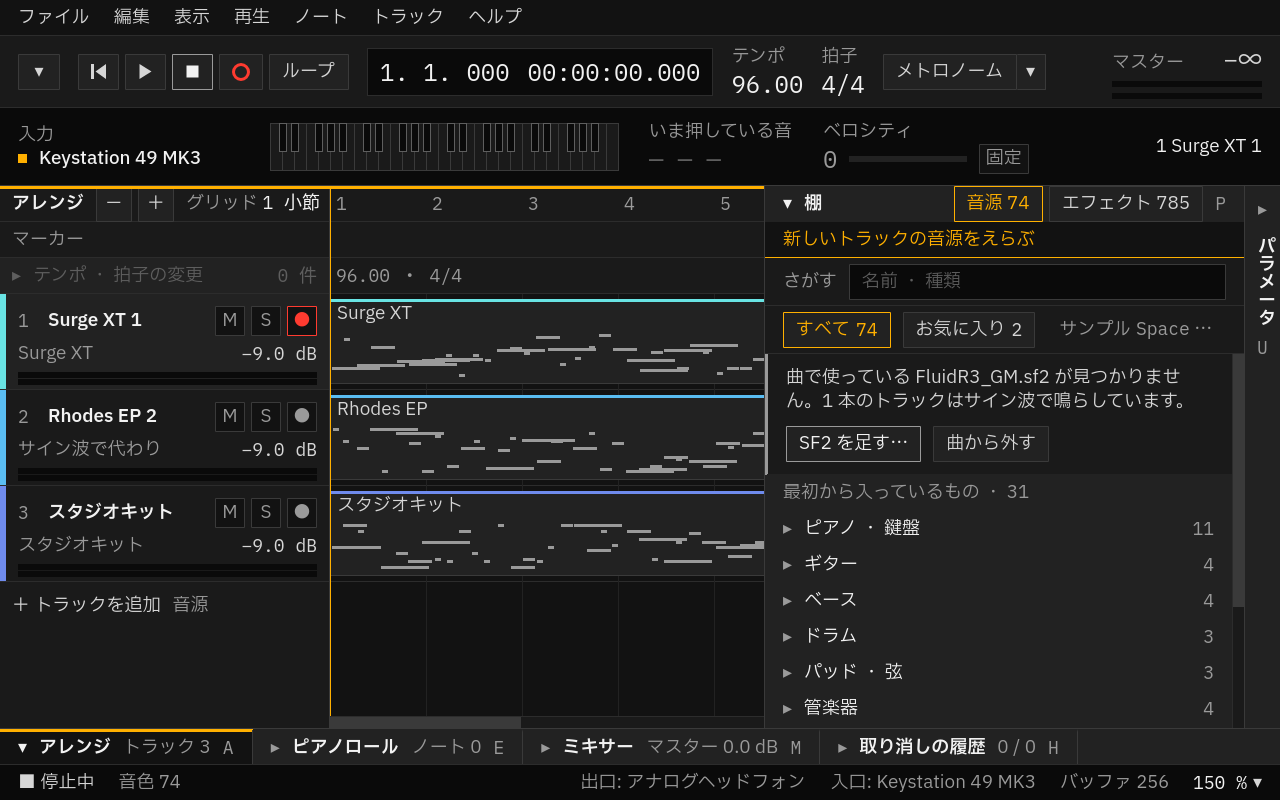 ファイル 編集 表示 再生 ノート トラック ヘルプ
ループ 1. 1. 000 00:00:00.000 テンポ 96.00 拍子 4/4 メトロノーム ▼ マスター −∞
入力
Keystation 49 MK3
いま押している音
— — —
ベロシティ
0 固定
1 Surge XT 1
アレンジ − + グリッド 1 小節 1 2 3 4 5
マーカー
▶ テンポ · 拍子の変更 0 件 96.00 • 4/4
1 Surge XT 1 M S
Surge XT −9.0 dB
Surge XT
2 Rhodes EP 2 M S
サイン波で代わり −9.0 dB
Rhodes EP
3 スタジオキット M S
スタジオキット −9.0 dB
スタジオキット
+ トラックを追加 音源
▼ 棚 音源 74 エフェクト 785 P
新しいトラックの音源をえらぶ
さがす 名前 · 種類
すべて 74 お気に入り 2 サンプル Space ···
曲で使っている FluidR3_GM.sf2 が見つかりませ
ん。1 本のトラックはサイン波で鳴らしています。
SF2 を足す··· 曲から外す
最初から入っているもの · 31
▶ ピアノ · 鍵盤 11
▶ ギター 4
▶ ベース 4
▶ ドラム 3
▶ パッド · 弦 3
▶ 管楽器 4
▶ パラメータ U
▼ アレンジ トラック 3 A ▶ ピアノロール ノート 0 E ▶ ミキサー マスター 0.0 dB M ▶ 取り消しの履歴 0 / 0 H
■ 停止中 音色 74 出口: アナログヘッドフォン 入口: Keystation 49 MK3 バッファ 256 150 % ▼